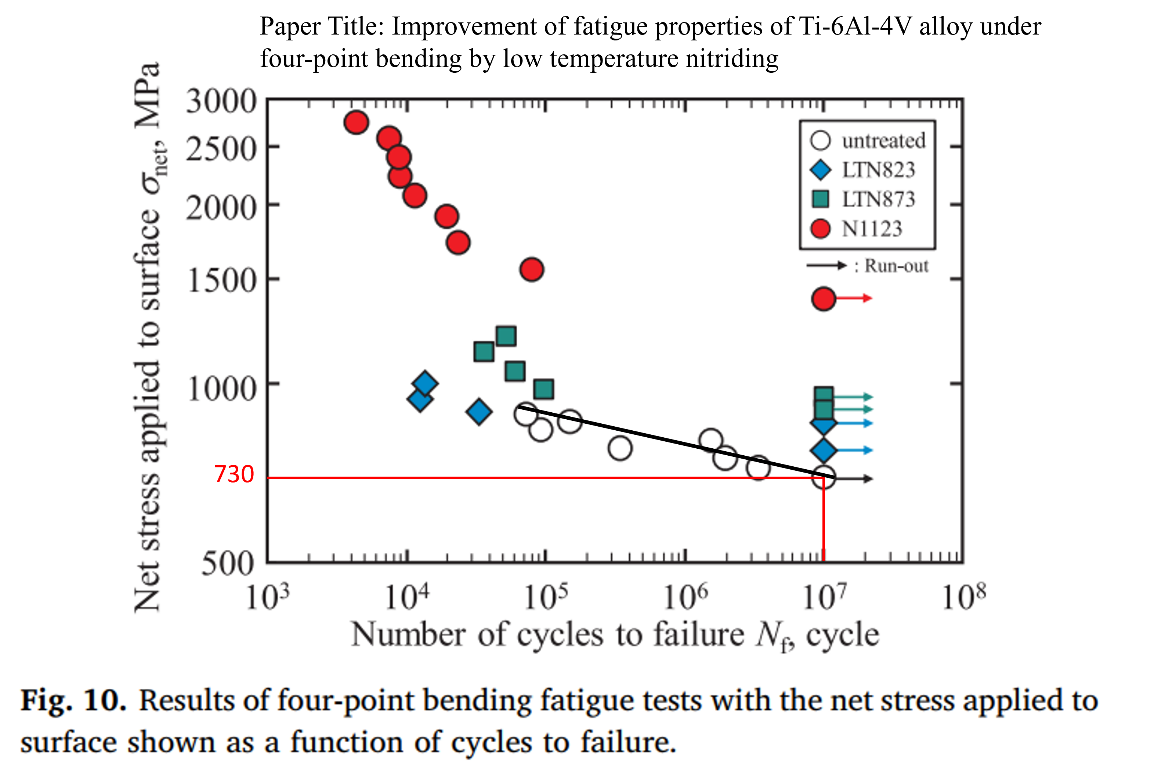 Paper Title: Improvement of fatigue properties of Ti-6Al-4V alloy under
four-point bending by low temperature nitriding
Net stress applied to surface σnet, MPa
3000
2500
2000
1500
1000
730
500
untreated
LTN823
LTN873
N1123
: Run-out
10³ 10⁴ 10⁵ 10⁶ 10⁷ 10⁸
Number of cycles to failure Nf, cycle
Fig. 10. Results of four-point bending fatigue tests with the net stress applied to
surface shown as a function of cycles to failure.